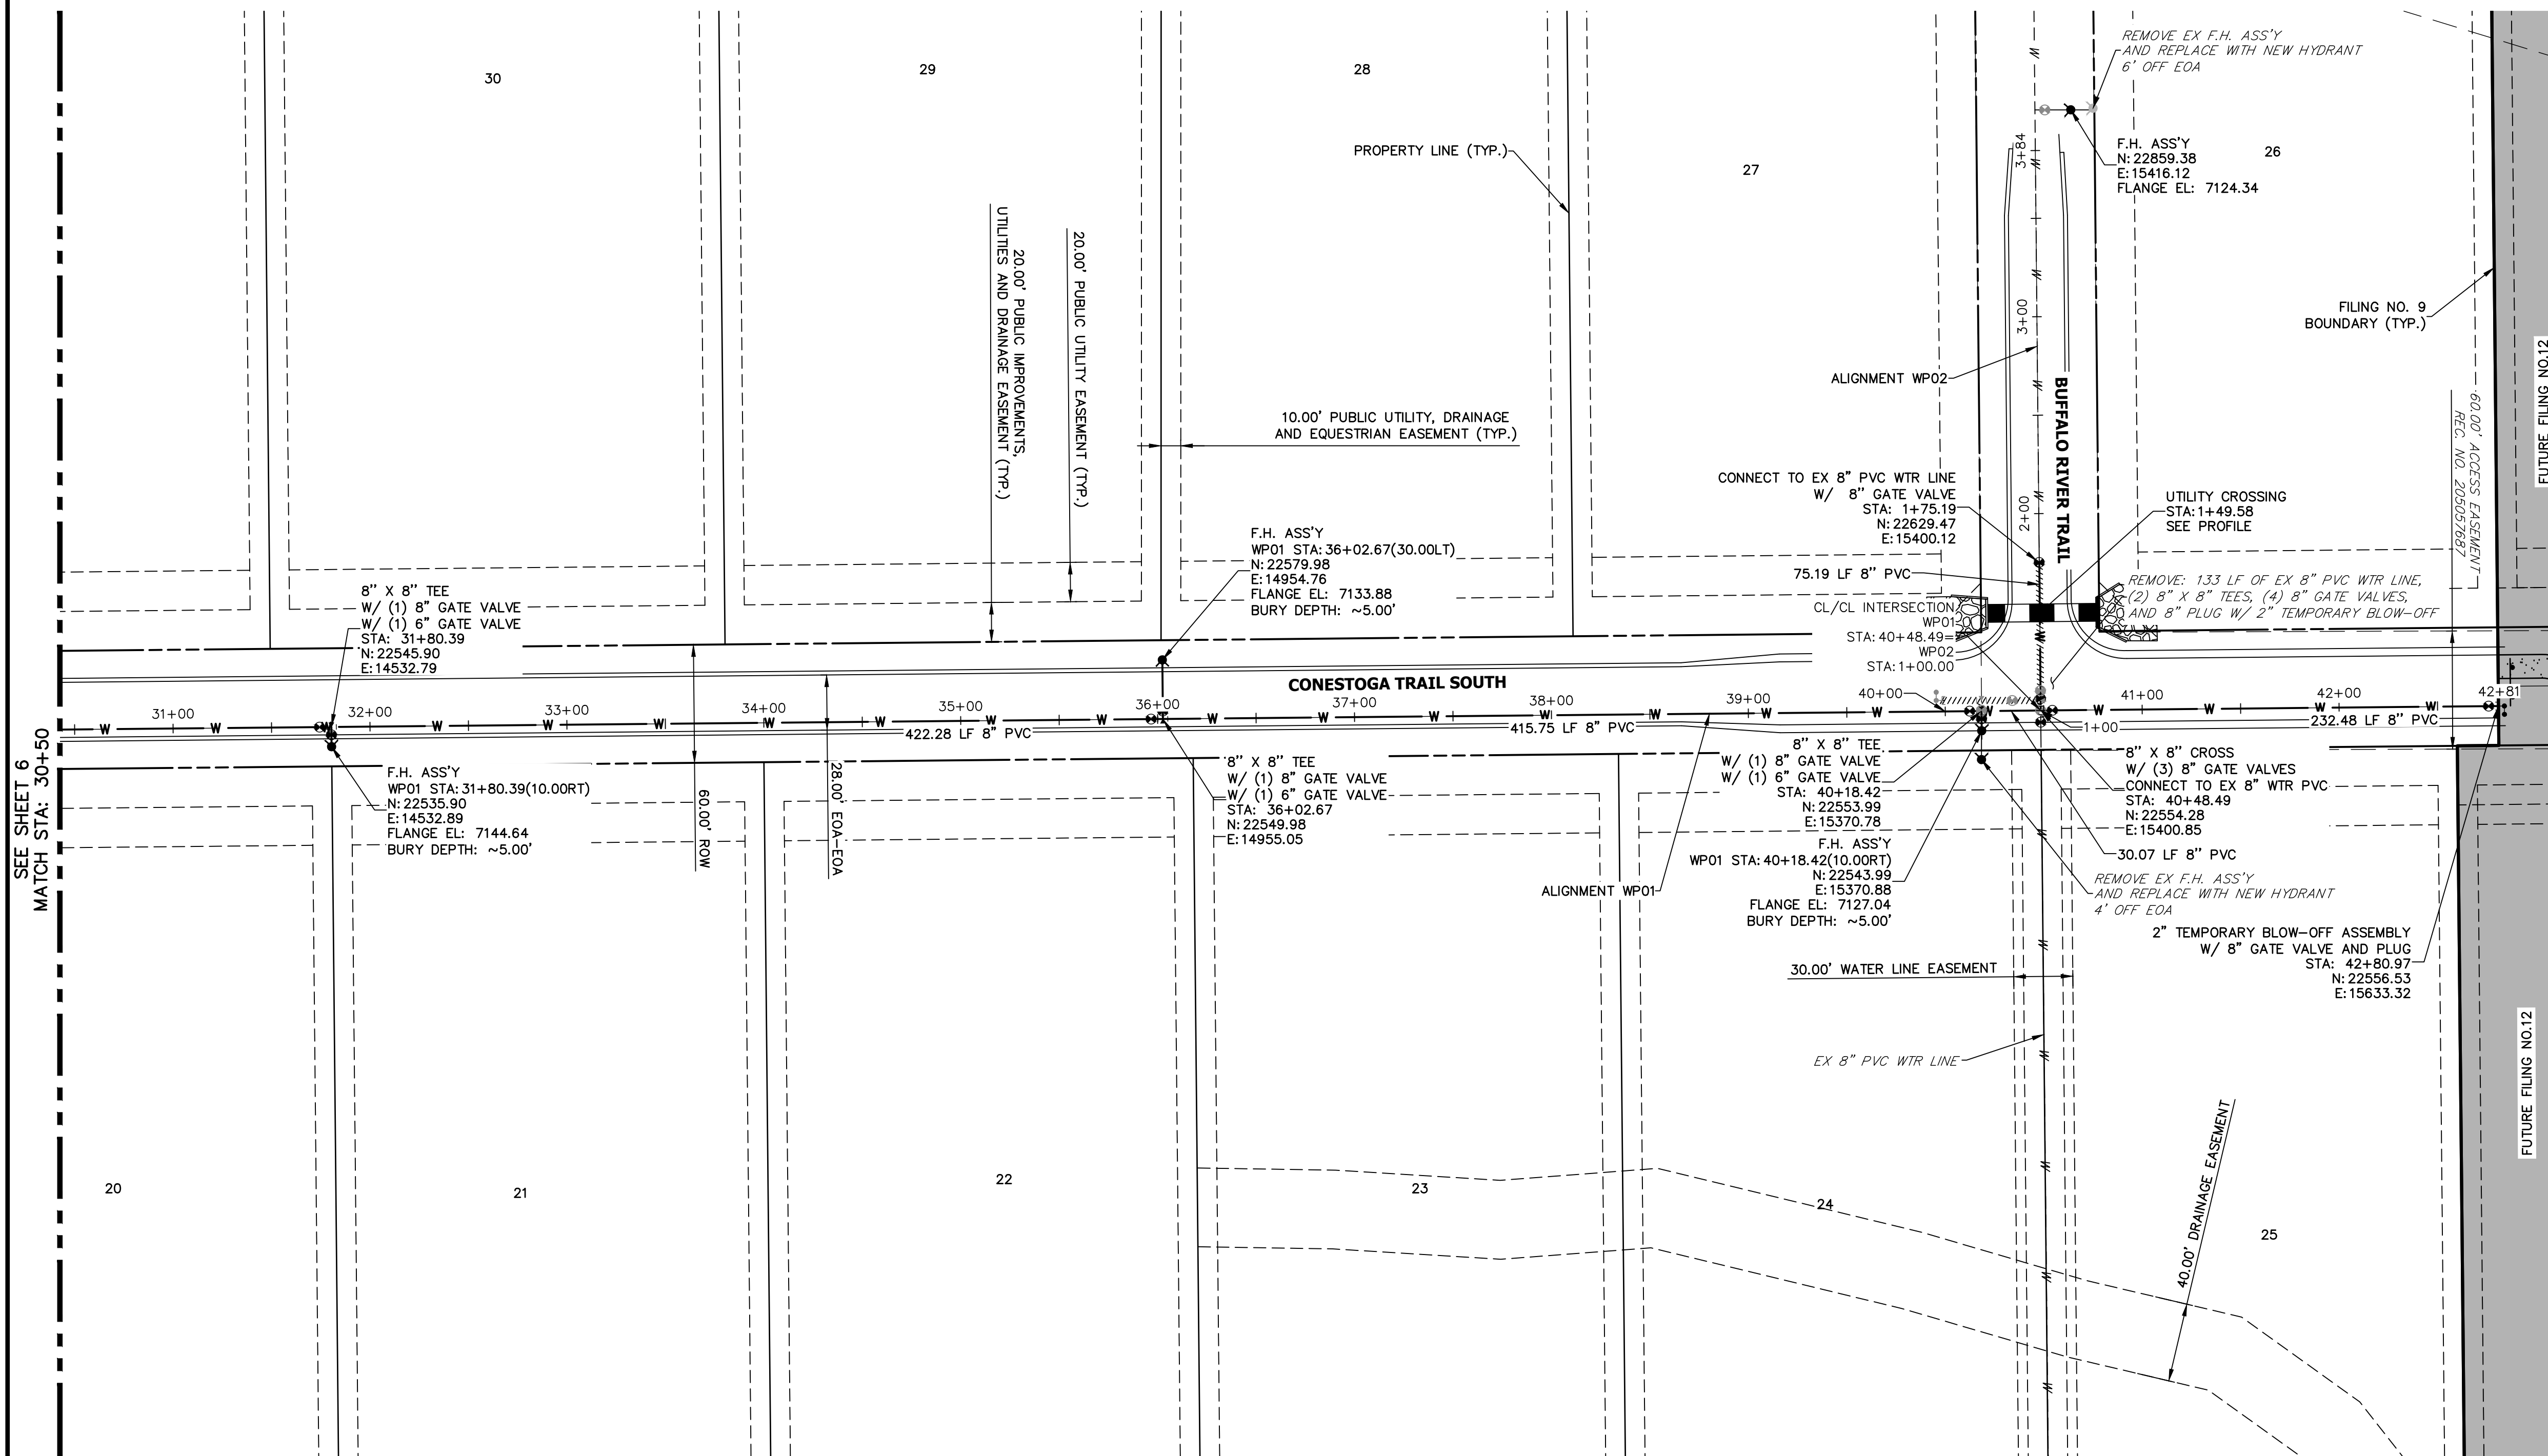 30
29
28
27
26
REMOVE EX F.H. ASS'Y
AND REPLACE WITH NEW HYDRANT
6' OFF EOA
PROPERTY LINE (TYP.)
F.H. ASS'Y
N:22859.38
E:15416.12
FLANGE EL: 7124.34
3+84
3+00
2+00
FILING NO. 9
BOUNDARY (TYP.)
FUTURE FILING NO.12
20.00' PUBLIC IMPROVEMENTS,
UTILITIES AND DRAINAGE EASEMENT (TYP.)
20.00' PUBLIC UTILITY EASEMENT (TYP.)
10.00' PUBLIC UTILITY, DRAINAGE
AND EQUESTRIAN EASEMENT (TYP.)
ALIGNMENT WP02
BUFFALO RIVER TRAIL
60.00' ACCESS EASEMENT
REC. NO. 205057687
CONNECT TO EX 8" PVC WTR LINE
W/ 8" GATE VALVE
STA: 1+75.19
N:22629.47
E:15400.12
UTILITY CROSSING
STA:1+49.58
SEE PROFILE
75.19 LF 8" PVC
CL/CL INTERSECTION
WP01
STA:40+48.49=
WP02
STA:1+00.00
REMOVE: 133 LF OF EX 8" PVC WTR LINE,
(2) 8" X 8" TEES, (4) 8" GATE VALVES,
AND 8" PLUG W/ 2" TEMPORARY BLOW-OFF
F.H. ASS'Y
WP01 STA:36+02.67(30.00LT)
N:22579.98
E:14954.76
FLANGE EL: 7133.88
BURY DEPTH: ~5.00'
8" X 8" TEE
W/ (1) 8" GATE VALVE
W/ (1) 6" GATE VALVE
STA: 31+80.39
N:22545.90
E:14532.79
CONESTOGA TRAIL SOUTH
31+00
32+00
33+00
34+00
35+00
36+00
37+00
38+00
39+00
40+00
41+00
42+00
42+81
W W W W W W W W W W W W W W W W W W W W W W
1+00
422.28 LF 8" PVC
415.75 LF 8" PVC
232.48 LF 8" PVC
SEE SHEET 6
MATCH STA: 30+50
F.H. ASS'Y
WP01 STA:31+80.39(10.00RT)
N:22535.90
E:14532.89
FLANGE EL: 7144.64
BURY DEPTH: ~5.00'
60.00' ROW
28.00' EOA-EOA
8" X 8" TEE
W/ (1) 8" GATE VALVE
W/ (1) 6" GATE VALVE
STA: 36+02.67
N:22549.98
E:14955.05
8" X 8" TEE
W/ (1) 8" GATE VALVE
W/ (1) 6" GATE VALVE
STA: 40+18.42
N:22553.99
E:15370.78
F.H. ASS'Y
WP01 STA:40+18.42(10.00RT)
N:22543.99
E:15370.88
FLANGE EL: 7127.04
BURY DEPTH: ~5.00'
ALIGNMENT WP01
8" X 8" CROSS
W/ (3) 8" GATE VALVES
CONNECT TO EX 8" WTR PVC
STA: 40+48.49
N:22554.28
E:15400.85
30.07 LF 8" PVC
REMOVE EX F.H. ASS'Y
AND REPLACE WITH NEW HYDRANT
4' OFF EOA
2" TEMPORARY BLOW-OFF ASSEMBLY
W/ 8" GATE VALVE AND PLUG
STA: 42+80.97
N:22556.53
E:15633.32
30.00' WATER LINE EASEMENT
EX 8" PVC WTR LINE
40.00' DRAINAGE EASEMENT
FUTURE FILING NO.12
20
21
22
23
24
25